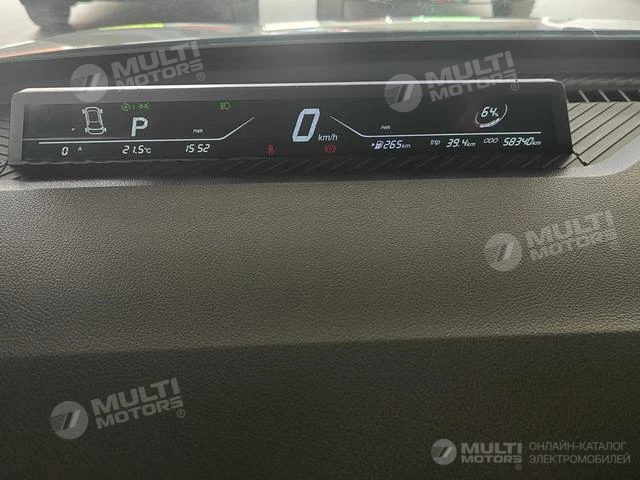 MULTI
MOTORS®
MULTI
MOTORS®
P
PWR
0 A 21.5°C 15:52
0 km/h
PWR
64%
265km trip 39.4km ODO 58340km
MULTI
MOTORS®
MULTI
MOTORS®
MULTI
MOTORS®
ОНЛАЙН-КАТАЛОГ
ЭЛЕКТРОМОБИЛЕЙ